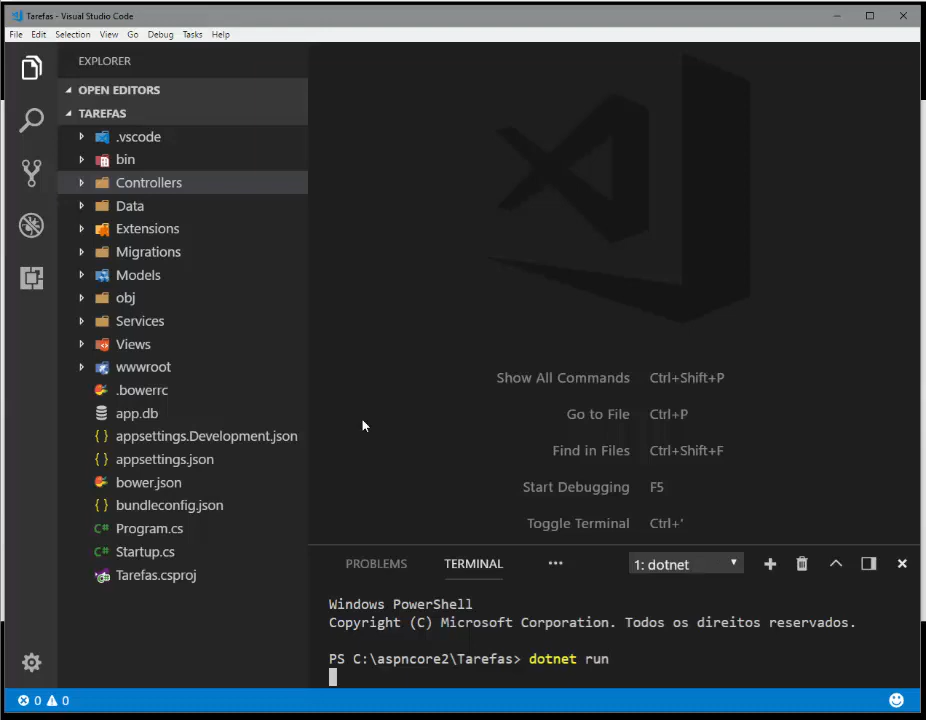 Tarefas - Visual Studio Code
File Edit Selection View Go Debug Tasks Help
EXPLORER
OPEN EDITORS
TAREFAS
.vscode
bin
Controllers
Data
Extensions
Migrations
Models
obj
Services
Views
wwwroot
.bowerrc
app.db
{ } appsettings.Development.json
{ } appsettings.json
bower.json
{ } bundleconfig.json
C# Program.cs
C# Startup.cs
Tarefas.csproj
Show All Commands Ctrl+Shift+P
Go to File Ctrl+P
Find in Files Ctrl+Shift+F
Start Debugging F5
Toggle Terminal Ctrl+'
PROBLEMS TERMINAL ··· 1: dotnet
Windows PowerShell
Copyright (C) Microsoft Corporation. Todos os direitos reservados.
PS C:\aspncore2\Tarefas> dotnet run
0 0